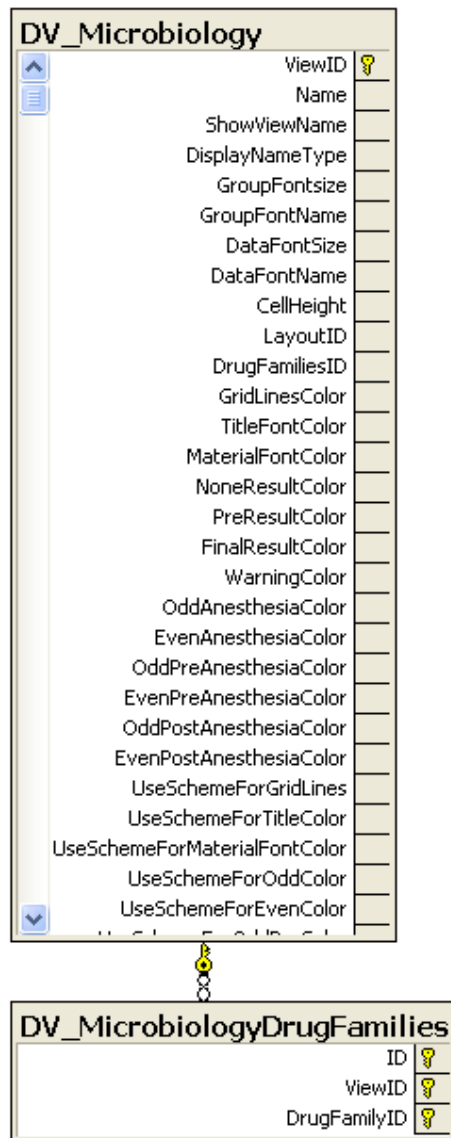 DV_Microbiology
ViewID
Name
ShowViewName
DisplayNameType
GroupFontsize
GroupFontName
DataFontSize
DataFontName
CellHeight
LayoutID
DrugFamiliesID
GridLinesColor
TitleFontColor
MaterialFontColor
NoneResultColor
PreResultColor
FinalResultColor
WarningColor
OddAnesthesiaColor
EvenAnesthesiaColor
OddPreAnesthesiaColor
EvenPreAnesthesiaColor
OddPostAnesthesiaColor
EvenPostAnesthesiaColor
UseSchemeForGridLines
UseSchemeForTitleColor
UseSchemeForMaterialFontColor
UseSchemeForOddColor
UseSchemeForEvenColor
DV_MicrobiologyDrugFamilies
ID
ViewID
DrugFamilyID